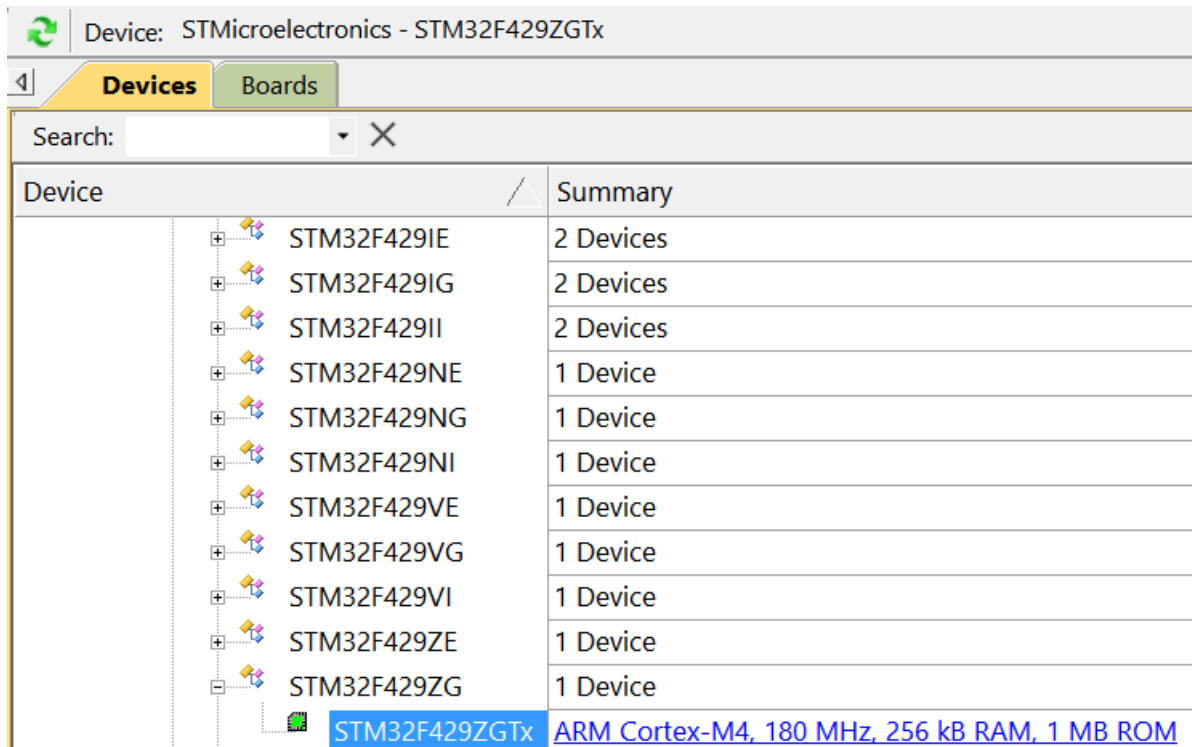 Device: STMicroelectronics - STM32F429ZGTx
Devices Boards
Search:
Device Summary
STM32F429IE 2 Devices
STM32F429IG 2 Devices
STM32F429II 2 Devices
STM32F429NE 1 Device
STM32F429NG 1 Device
STM32F429NI 1 Device
STM32F429VE 1 Device
STM32F429VG 1 Device
STM32F429VI 1 Device
STM32F429ZE 1 Device
STM32F429ZG 1 Device
STM32F429ZGTx ARM Cortex-M4, 180 MHz, 256 kB RAM, 1 MB ROM